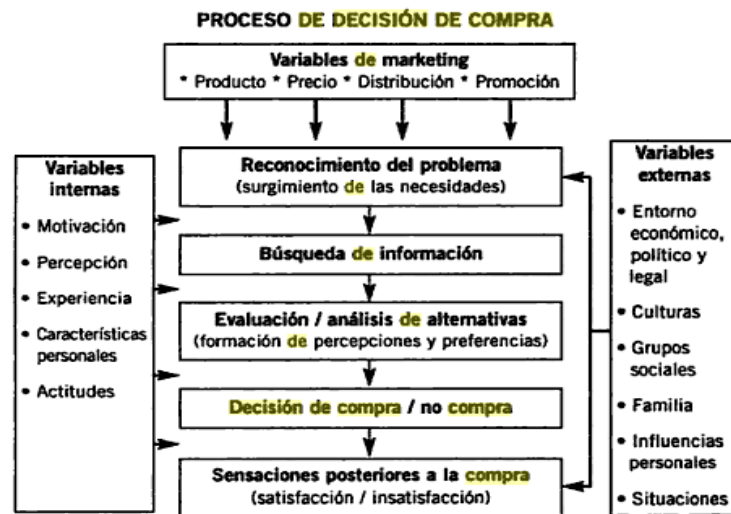 PROCESO DE DECISIÓN DE COMPRA
Variables de marketing
* Producto * Precio * Distribución * Promoción
Variables
internas
• Motivación
• Percepción
• Experiencia
• Características
personales
• Actitudes
Reconocimiento del problema
(surgimiento de las necesidades)
Búsqueda de información
Evaluación / análisis de alternativas
(formación de percepciones y preferencias)
Decisión de compra / no compra
Sensaciones posteriores a la compra
(satisfacción / insatisfacción)
Variables
externas
• Entorno
económico,
político y
legal
• Culturas
• Grupos
sociales
• Familia
• Influencias
personales
• Situaciones